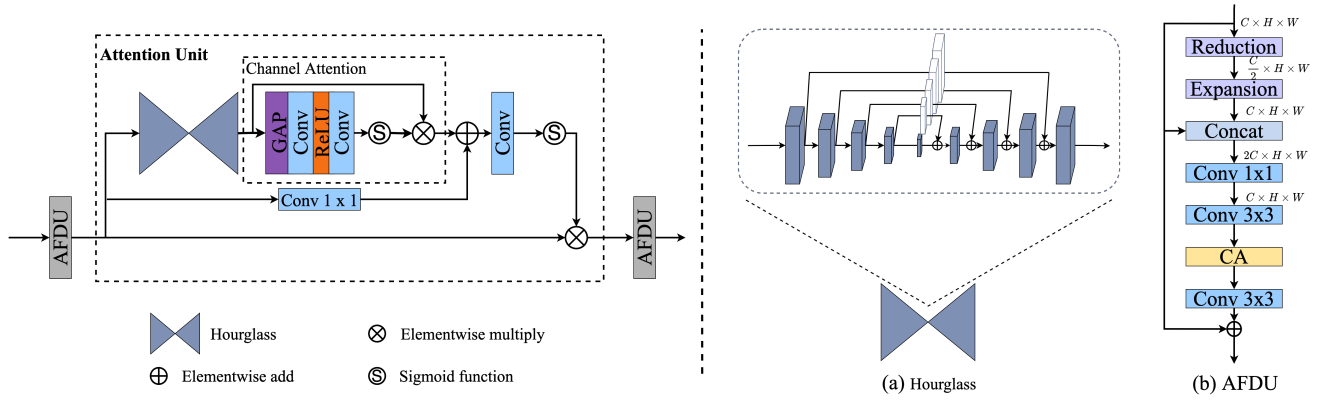 Attention Unit
Channel Attention
GAP
Conv
ReLU
Conv
S
Conv
S
Conv 1 x 1
AFDU
AFDU
Hourglass
Elementwise multiply
Elementwise add
S
Sigmoid function
(a) Hourglass
C × H × W
Reduction
C/2 × H × W
Expansion
C × H × W
Concat
2C × H × W
Conv 1x1
C × H × W
Conv 3x3
CA
Conv 3x3
(b) AFDU